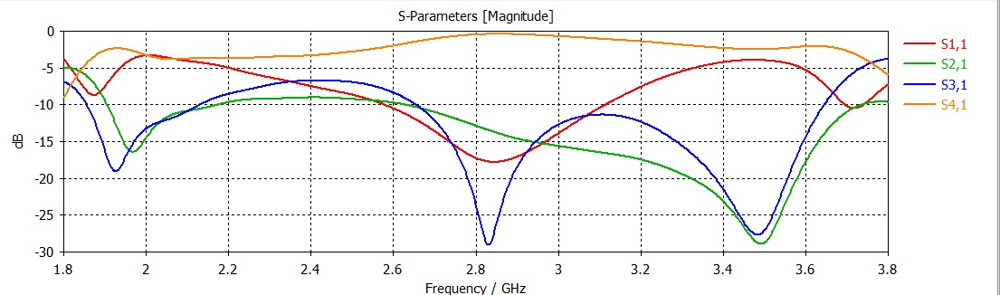 S-Parameters [Magnitude]
0
-5
-10
-15
-20
-25
-30
dB
1.8 2 2.2 2.4 2.6 2.8 3 3.2 3.4 3.6 3.8
Frequency / GHz
S1,1
S2,1
S3,1
S4,1